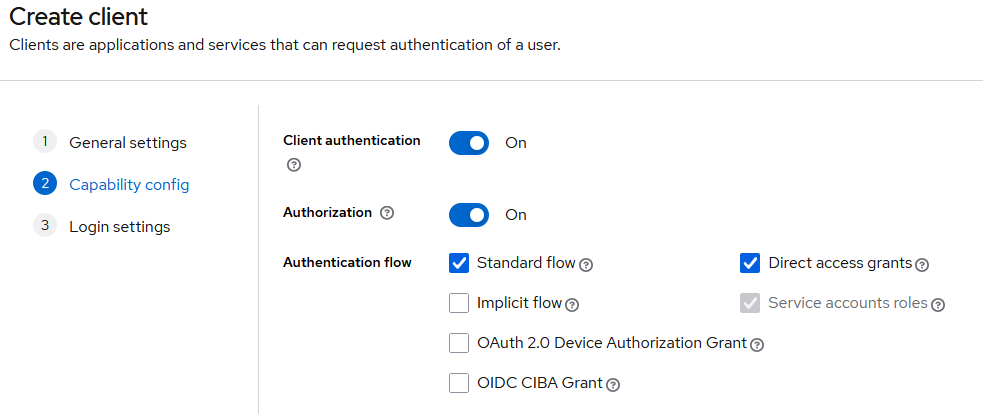 Create client
Clients are applications and services that can request authentication of a user.
1 General settings
2 Capability config
3 Login settings
Client authentication
?
On
Authorization ?
On
Authentication flow
Standard flow ?
Direct access grants ?
Implicit flow ?
Service accounts roles ?
OAuth 2.0 Device Authorization Grant ?
OIDC CIBA Grant ?